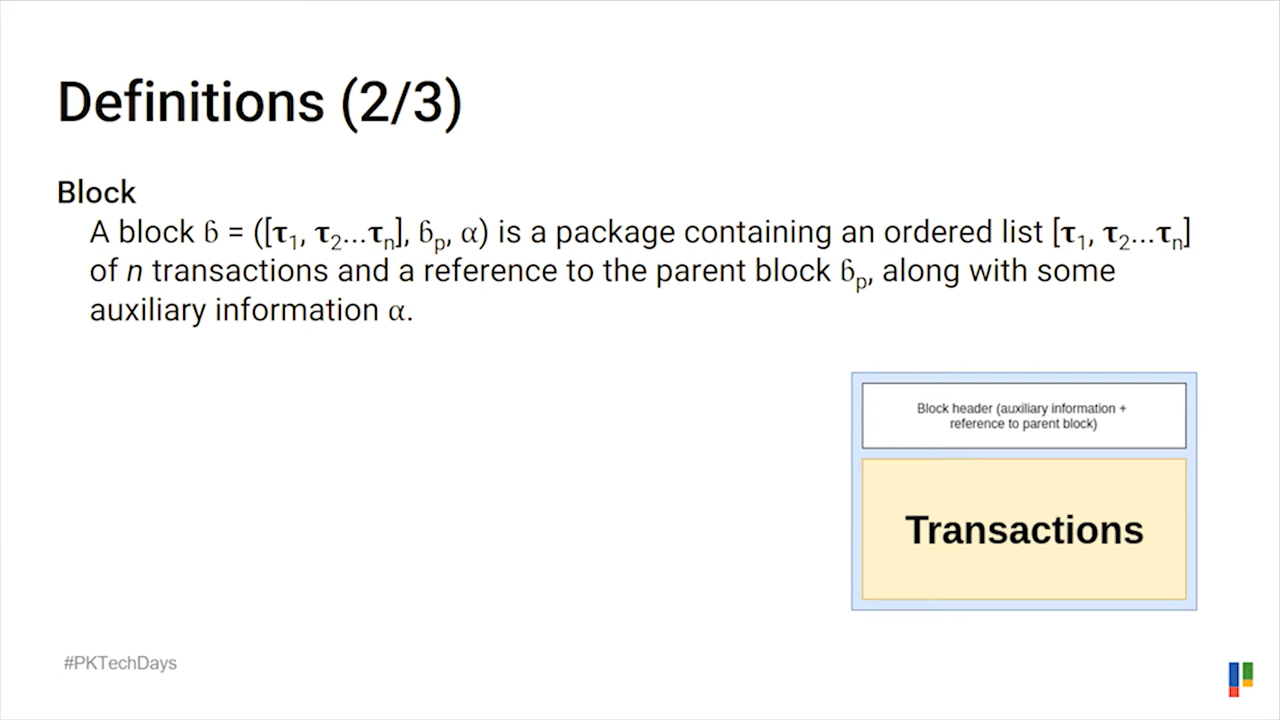 Definitions (2/3)
Block
A block ϐ = ([τ₁, τ₂...τₙ], ϐₚ, α) is a package containing an ordered list [τ₁, τ₂...τₙ]
of n transactions and a reference to the parent block ϐₚ, along with some
auxiliary information α.
Block header (auxiliary information +
reference to parent block)
Transactions
#PKTechDays